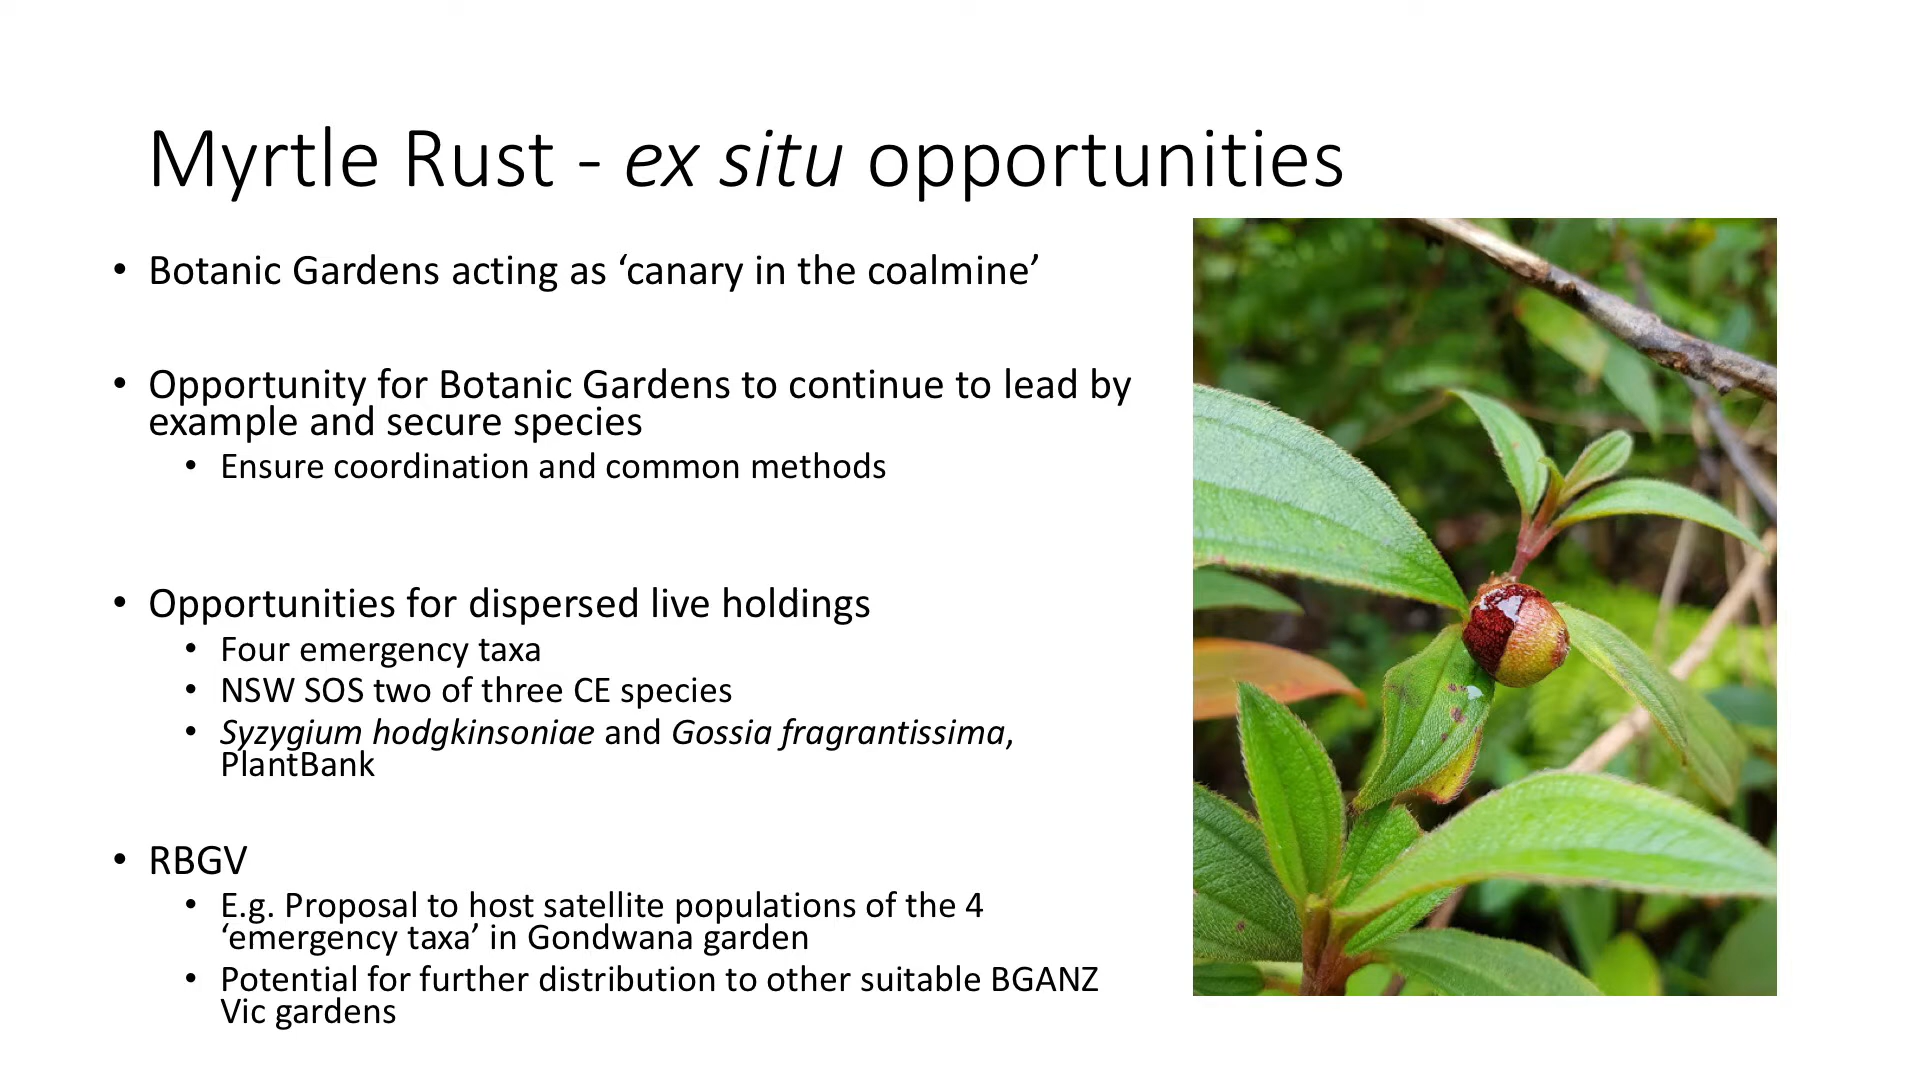 Myrtle Rust - ex situ opportunities
• Botanic Gardens acting as ‘canary in the coalmine’
• Opportunity for Botanic Gardens to continue to lead by
example and secure species
• Ensure coordination and common methods
• Opportunities for dispersed live holdings
• Four emergency taxa
• NSW SOS two of three CE species
• Syzygium hodgkinsoniae and Gossia fragrantissima,
PlantBank
• RBGV
• E.g. Proposal to host satellite populations of the 4
‘emergency taxa’ in Gondwana garden
• Potential for further distribution to other suitable BGANZ
Vic gardens